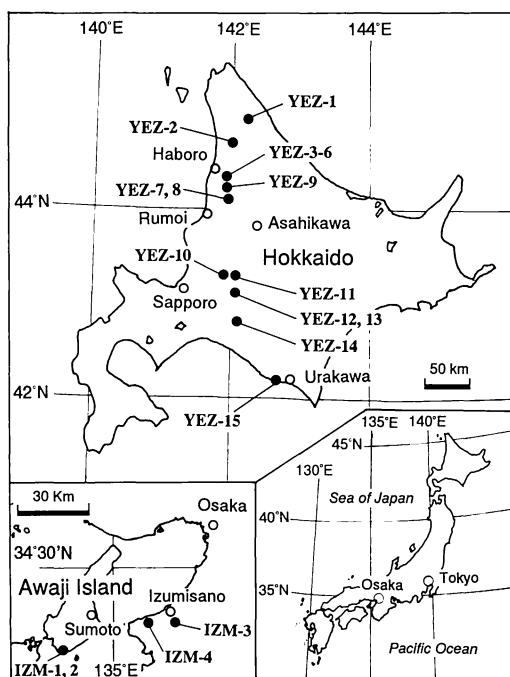 140°E
142°E
144°E
YEZ-1
YEZ-2
Haboro
YEZ-3-6
YEZ-9
YEZ-7, 8
44°N
Rumoi
Asahikawa
YEZ-10
Hokkaido
Sapporo
YEZ-11
YEZ-12, 13
YEZ-14
50 km
Urakawa
42°N
YEZ-15
30 Km
Osaka
34°30'N
Awaji Island
Izumisano
Sumoto
IZM-3
IZM-4
IZM-1, 2
135°E
135°E
140°E
45°N
130°E
Sea of Japan
40°N
Osaka
Tokyo
35°N
Pacific Ocean